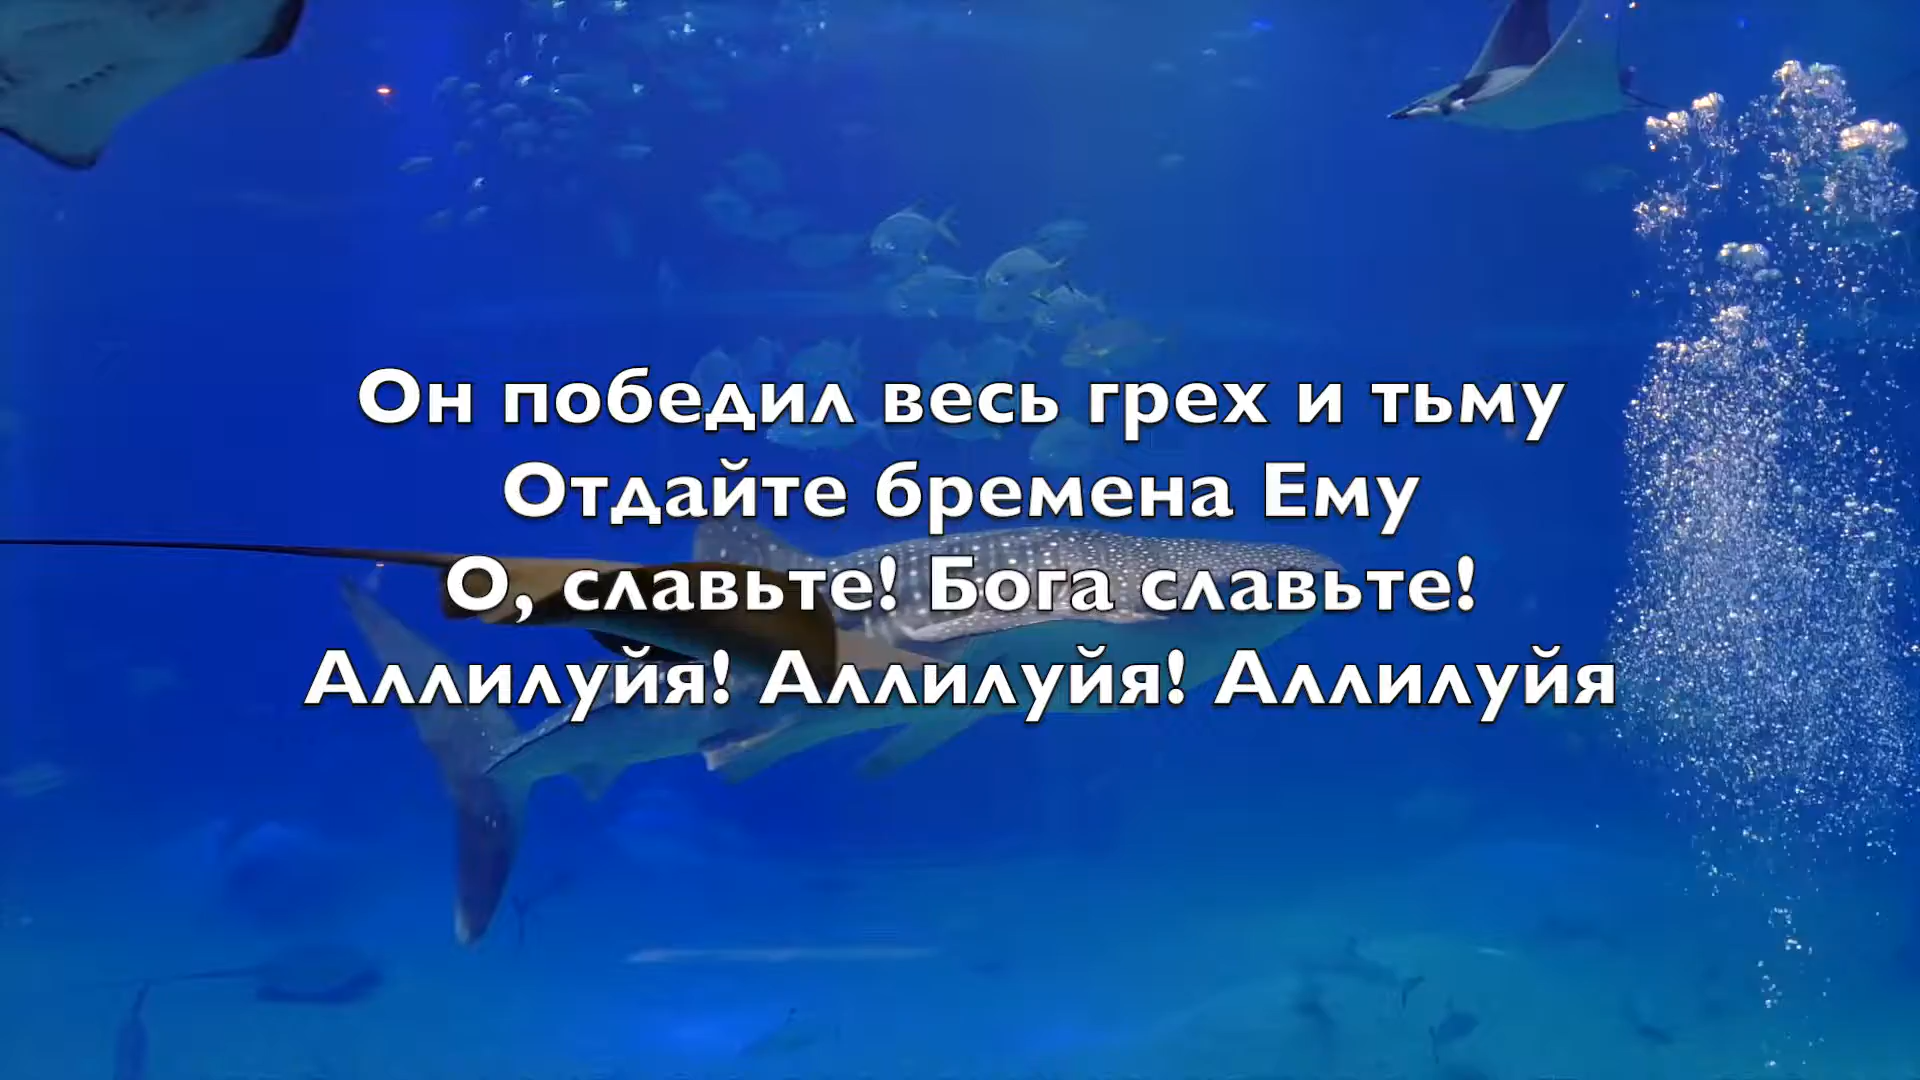 Он победил весь грех и тьму
Отдайте бремена Ему
О, славьте! Бога славьте!
Аллилуйя! Аллилуйя! Аллилуйя